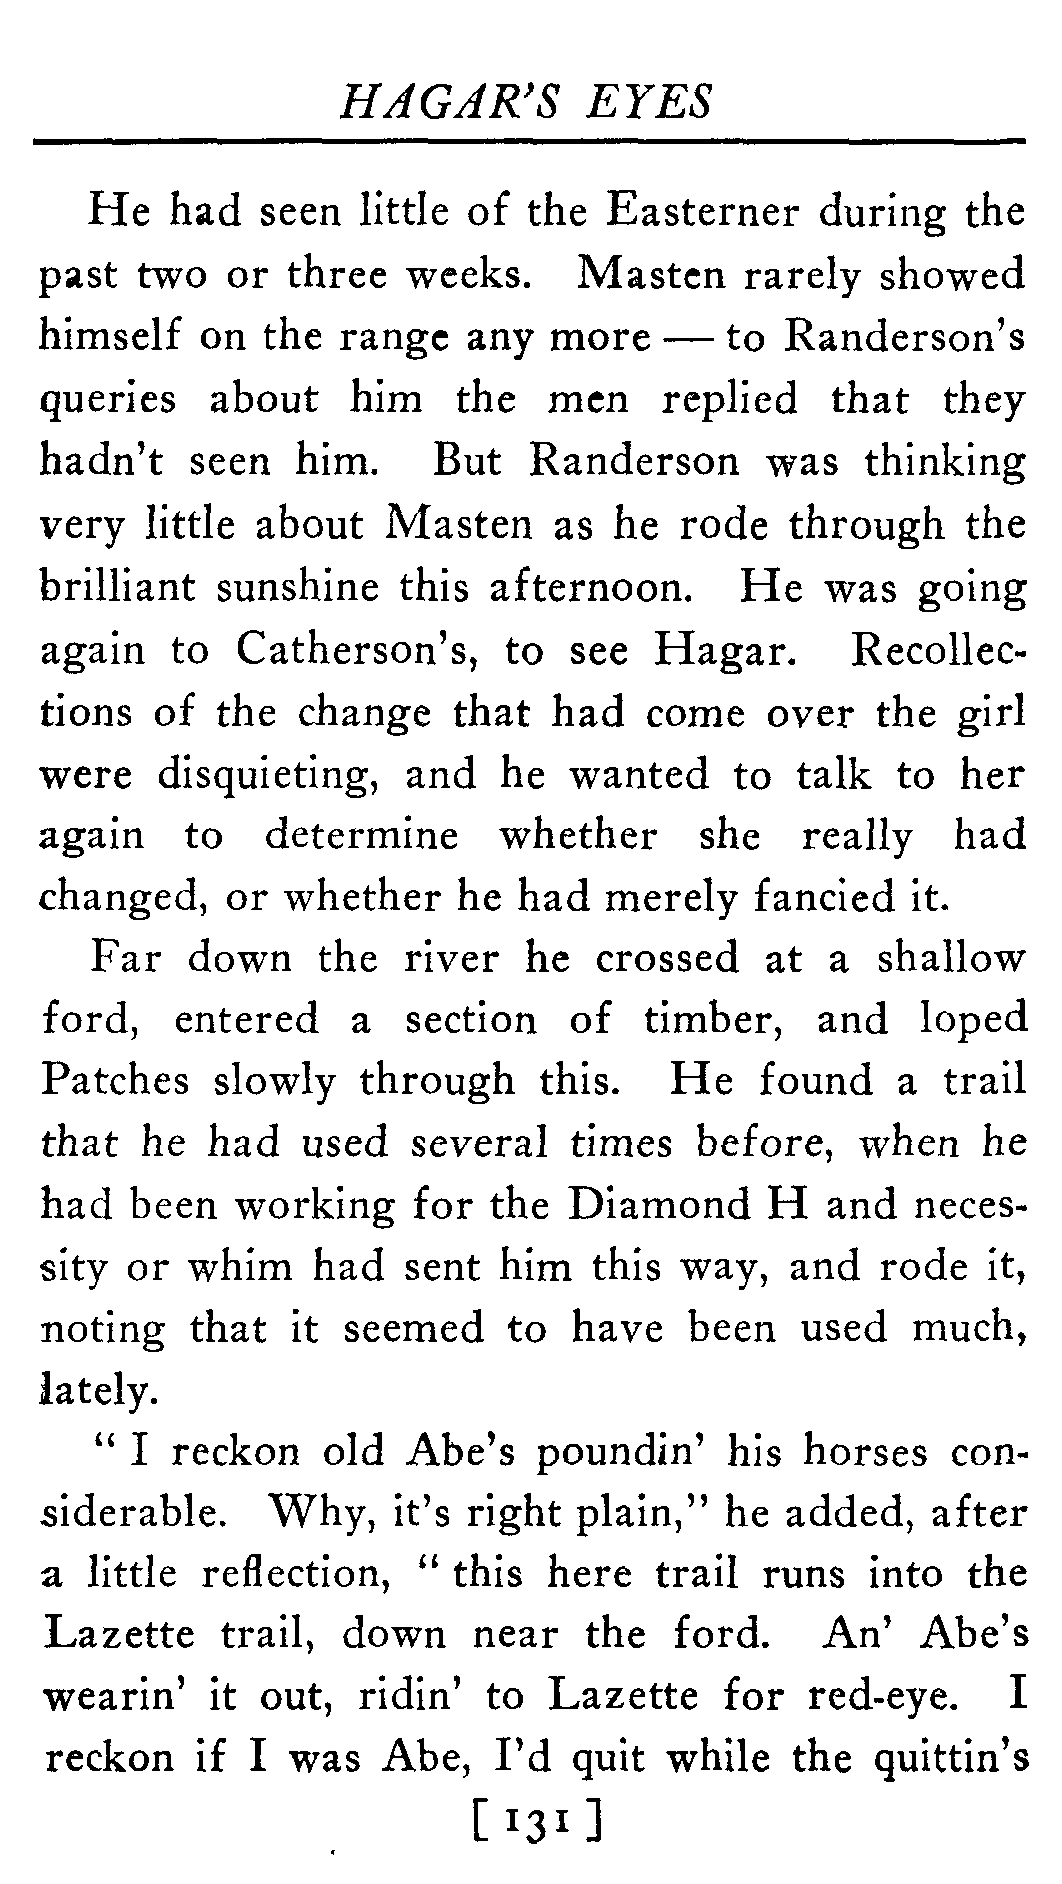 HAGAR'S EYES
He had seen little of the Easterner during the
past two or three weeks. Masten rarely showed
himself on the range any more — to Randerson's
queries about him the men replied that they
hadn't seen him. But Randerson was thinking
very little about Masten as he rode through the
brilliant sunshine this afternoon. He was going
again to Catherson's, to see Hagar. Recollec-
tions of the change that had come over the girl
were disquieting, and he wanted to talk to her
again to determine whether she really had
changed, or whether he had merely fancied it.
Far down the river he crossed at a shallow
ford, entered a section of timber, and loped
Patches slowly through this. He found a trail
that he had used several times before, when he
had been working for the Diamond H and neces-
sity or whim had sent him this way, and rode it,
noting that it seemed to have been used much,
lately.
" I reckon old Abe's poundin' his horses con-
siderable. Why, it's right plain," he added, after
a little reflection, " this here trail runs into the
Lazette trail, down near the ford. An' Abe's
wearin' it out, ridin' to Lazette for red-eye. I
reckon if I was Abe, I'd quit while the quittin's
[ 131 ]